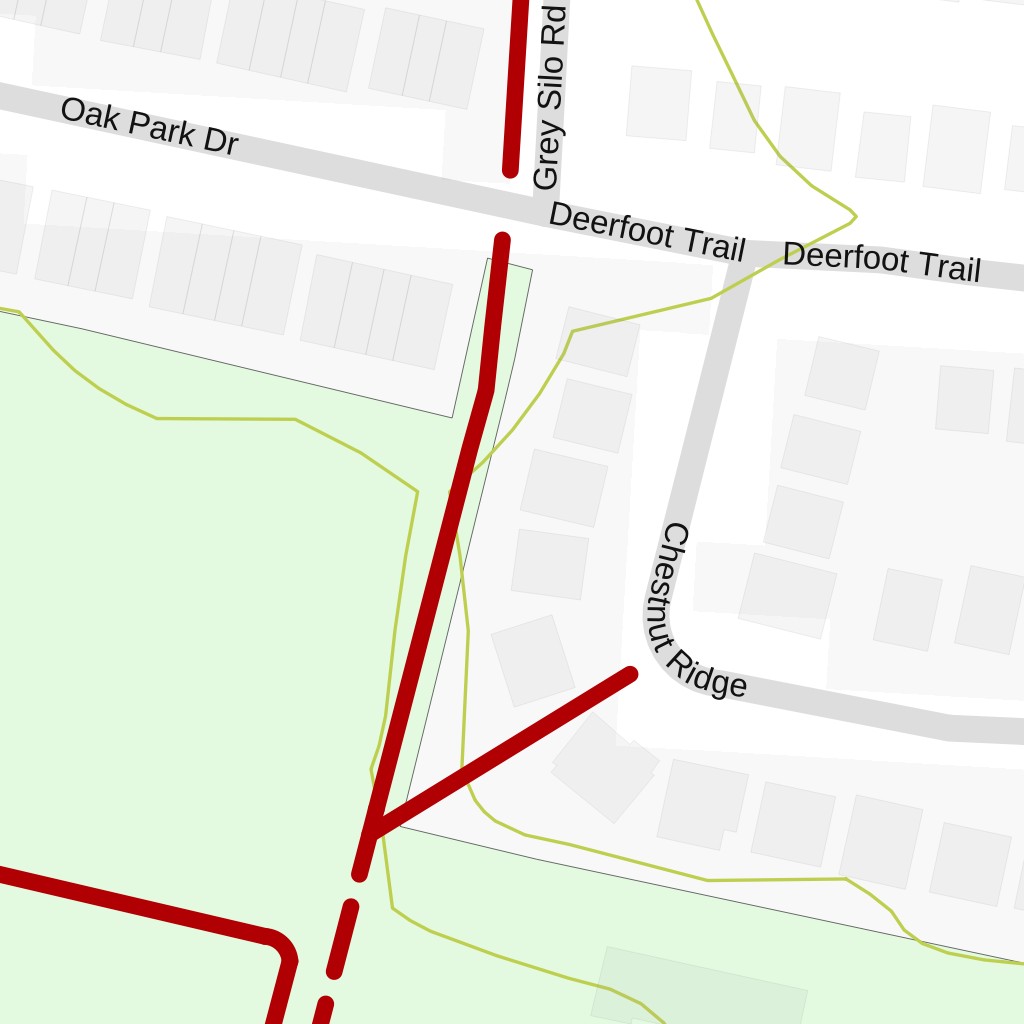 Oak Park Dr
Grey Silo Rd
Deerfoot Trail
Deerfoot Trail
Chestnut Ridge